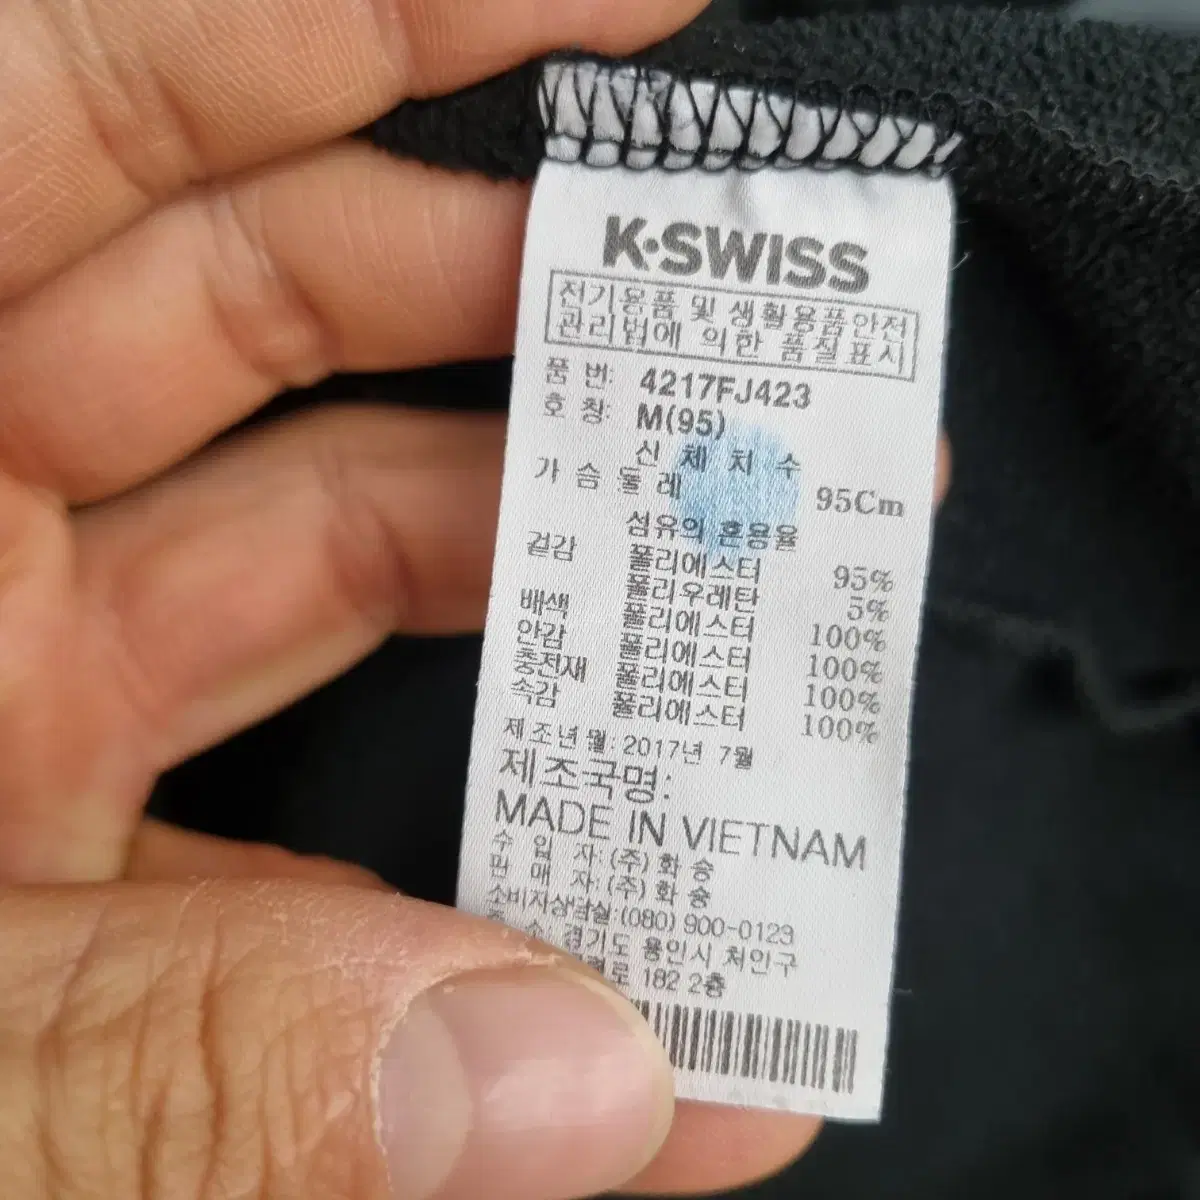 K·SWISS
전기용품 및 생활용품안전
관리법에 의한 품질표시
품 번: 4217FJ423
호 칭: M(95)
신 체 치 수
가 슴 둘 레 95Cm
섬유의 혼용율
겉감 폴리에스터 95%
폴리우레탄 5%
배색 폴리에스터 100%
안감 폴리에스터 100%
충전재 폴리에스터 100%
속감 폴리에스터 100%
제조년월: 2017년 7월
제조국명:
MADE IN VIETNAM
수 입 자: (주) 화 승
판 매 자: (주) 화 승
소비자상담실: (080) 900-0123
주 소 경기도 용인시 처인구
182 2층